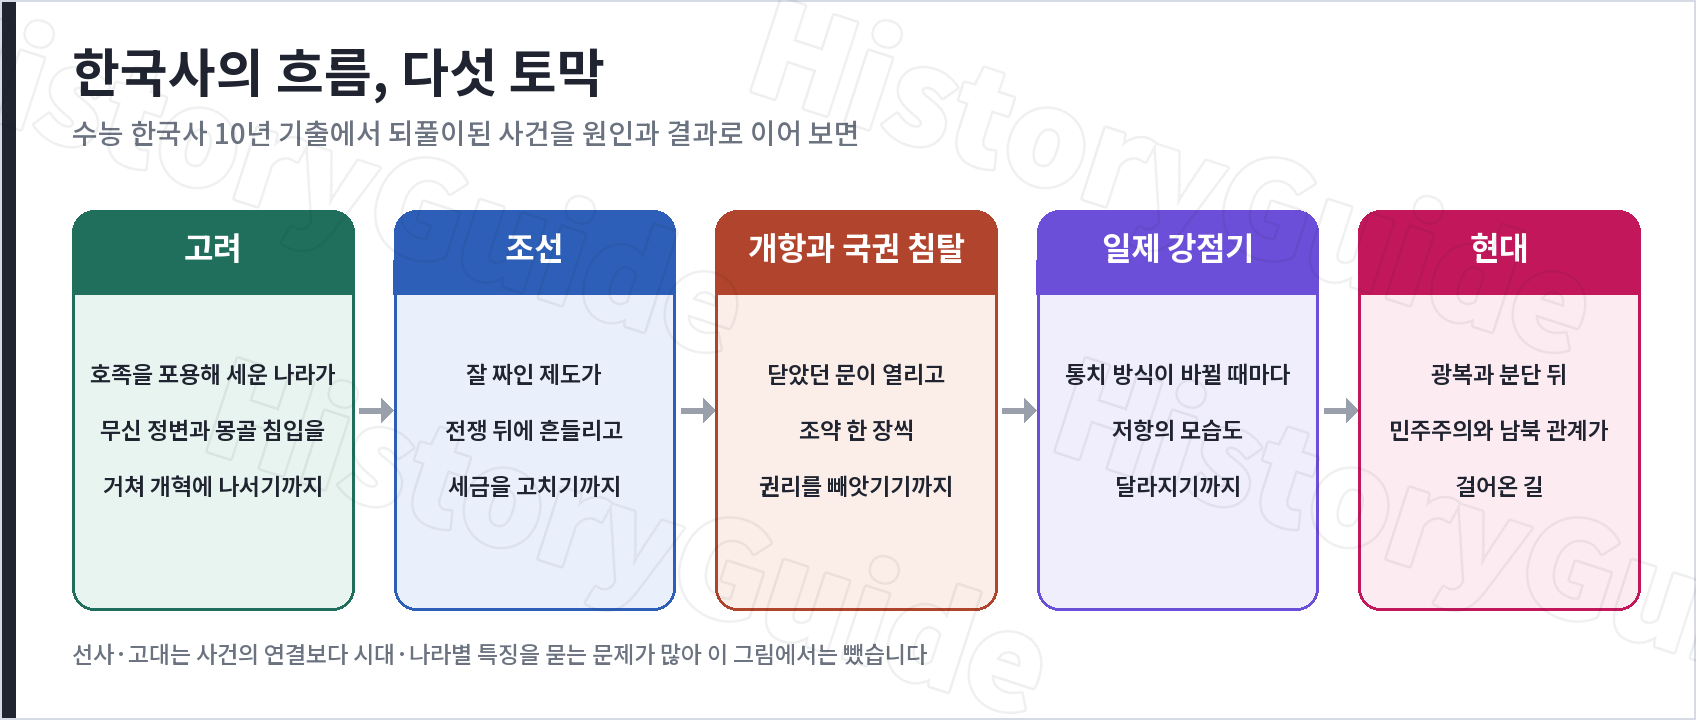 한국사의 흐름, 다섯 토막
수능 한국사 10년 기출에서 되풀이된 사건을 원인과 결과로 이어 보면
고려
호족을 포용해 세운 나라가
무신 정변과 몽골 침입을
거쳐 개혁에 나서기까지
조선
잘 짜인 제도가
전쟁 뒤에 흔들리고
세금을 고치기까지
개항과 국권 침탈
닫았던 문이 열리고
조약 한 장씩
권리를 빼앗기기까지
일제 강점기
통치 방식이 바뀔 때마다
저항의 모습도
달라지기까지
현대
광복과 분단 뒤
민주주의와 남북 관계가
걸어온 길
선사·고대는 사건의 연결보다 시대·나라별 특징을 묻는 문제가 많아 이 그림에서는 뺐습니다
HistoryGuide
HistoryGuide
HistoryGuide
HistoryGui